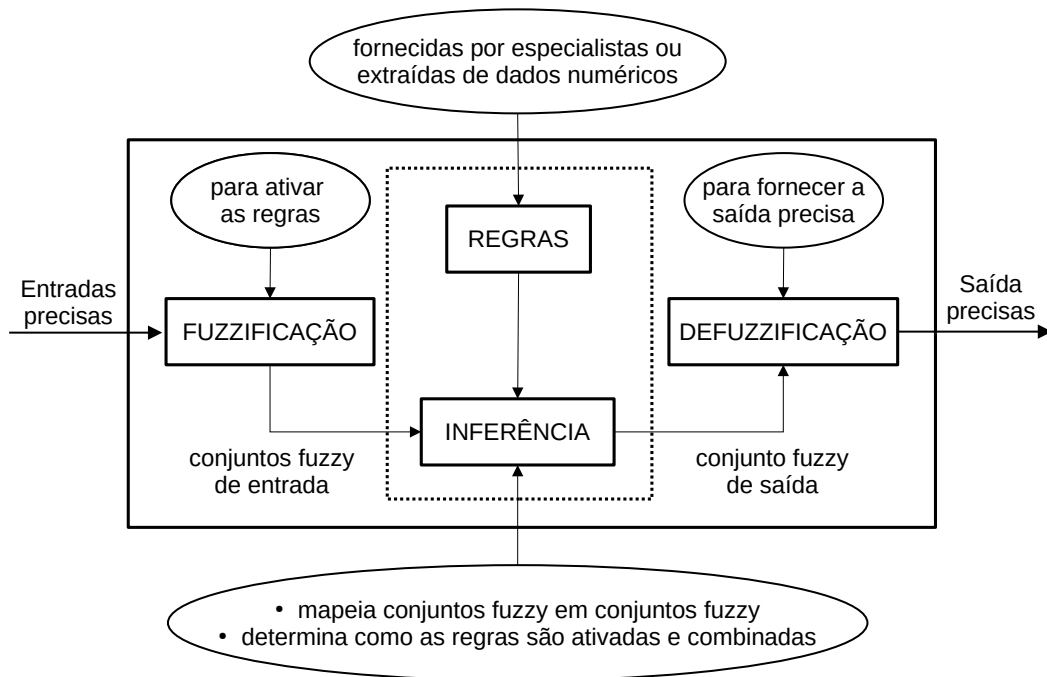 fornecidas por especialistas ou
extraídas de dados numéricos
para ativar
as regras
REGRAS
para fornecer a
saída precisa
Entradas
precisas
FUZZIFICAÇÃO
DEFUZZIFICAÇÃO
Saída
precisas
INFERÊNCIA
conjuntos fuzzy
de entrada
conjunto fuzzy
de saída
• mapeia conjuntos fuzzy em conjuntos fuzzy
• determina como as regras são ativadas e combinadas